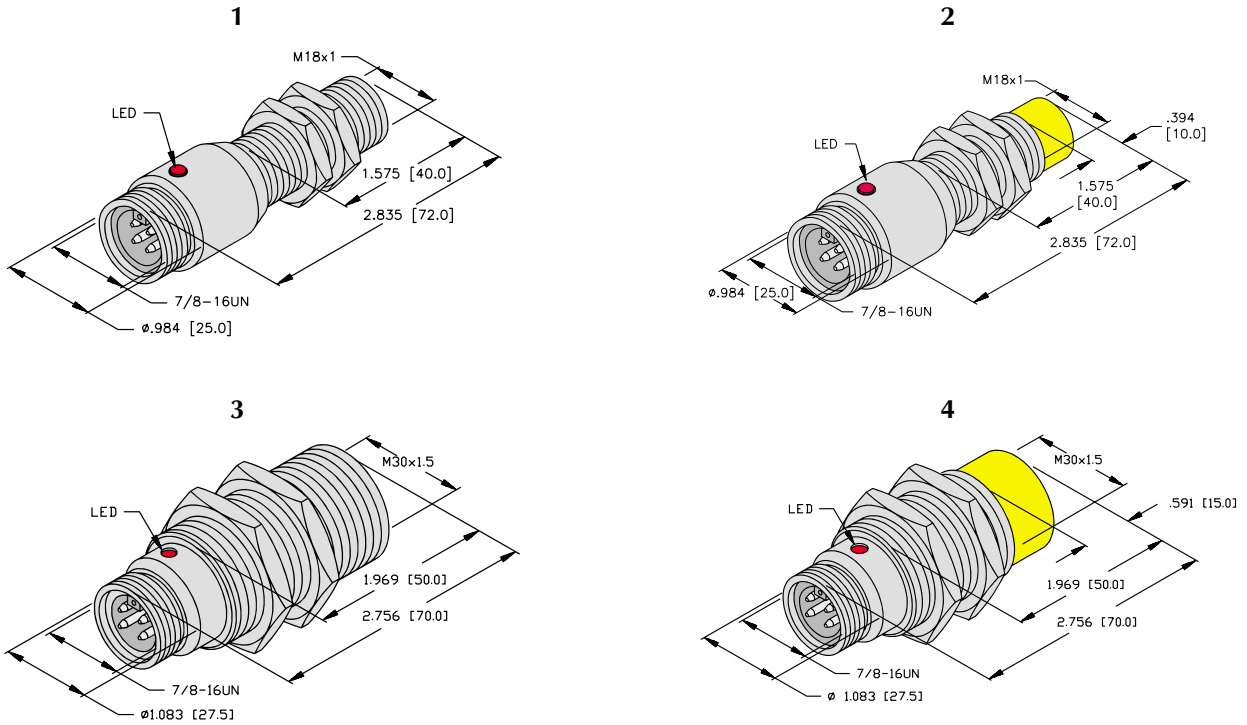 1
M18x1
LED
1.575 [40.0]
2.835 [72.0]
7/8-16UN
ø.984 [25.0]
2
M18x1
.394
[10.0]
LED
1.575
[40.0]
2.835 [72.0]
ø.984 [25.0]
7/8-16UN
3
M30x1.5
LED
1.969 [50.0]
2.756 [70.0]
7/8-16UN
ø1.083 [27.5]
4
M30x1.5
.591 [15.0]
LED
1.969 [50.0]
2.756 [70.0]
7/8-16UN
ø 1.083 [27.5]